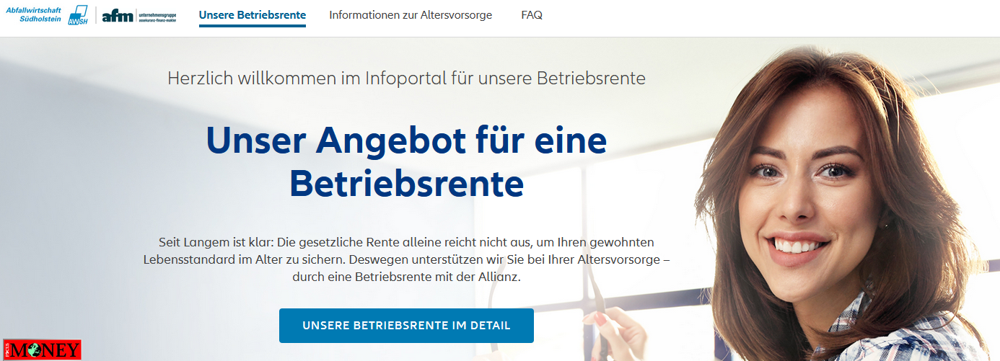 Abfallwirtschaft
Südholstein
AWSH
afm
unternehmensgruppe
assekuranz-finanz-makler
Unsere Betriebsrente
Informationen zur Altersvorsorge
FAQ
Herzlich willkommen im Infoportal für unsere Betriebsrente
Unser Angebot für eine
Betriebsrente
Seit Langem ist klar: Die gesetzliche Rente alleine reicht nicht aus, um Ihren gewohnten
Lebensstandard im Alter zu sichern. Deswegen unterstützen wir Sie bei Ihrer Altersvorsorge –
durch eine Betriebsrente mit der Allianz.
UNSERE BETRIEBSRENTE IM DETAIL
FOCUS
MONEY